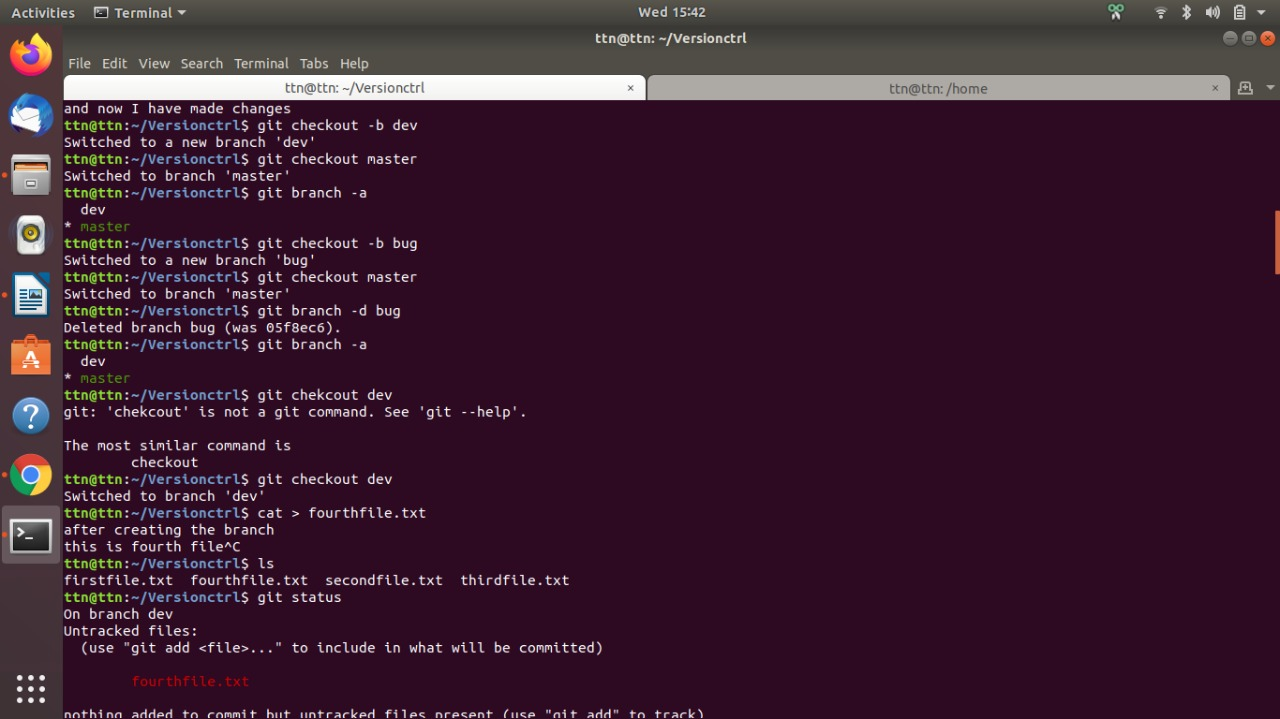 Activities Terminal Wed 15:42
ttn@ttn: ~/Versionctrl
File Edit View Search Terminal Tabs Help
ttn@ttn: ~/Versionctrl × ttn@ttn: /home ×
and now I have made changes
ttn@ttn:~/Versionctrl$ git checkout -b dev
Switched to a new branch 'dev'
ttn@ttn:~/Versionctrl$ git checkout master
Switched to branch 'master'
ttn@ttn:~/Versionctrl$ git branch -a
  dev
* master
ttn@ttn:~/Versionctrl$ git checkout -b bug
Switched to a new branch 'bug'
ttn@ttn:~/Versionctrl$ git checkout master
Switched to branch 'master'
ttn@ttn:~/Versionctrl$ git branch -d bug
Deleted branch bug (was 05f8ec6).
ttn@ttn:~/Versionctrl$ git branch -a
  dev
* master
ttn@ttn:~/Versionctrl$ git chekcout dev
git: 'chekcout' is not a git command. See 'git --help'.

The most similar command is
        checkout
ttn@ttn:~/Versionctrl$ git checkout dev
Switched to branch 'dev'
ttn@ttn:~/Versionctrl$ cat > fourthfile.txt
after creating the branch
this is fourth file^C
ttn@ttn:~/Versionctrl$ ls
firstfile.txt  fourthfile.txt  secondfile.txt  thirdfile.txt
ttn@ttn:~/Versionctrl$ git status
On branch dev
Untracked files:
  (use "git add <file>..." to include in what will be committed)

        fourthfile.txt

nothing added to commit but untracked files present (use "git add" to track)